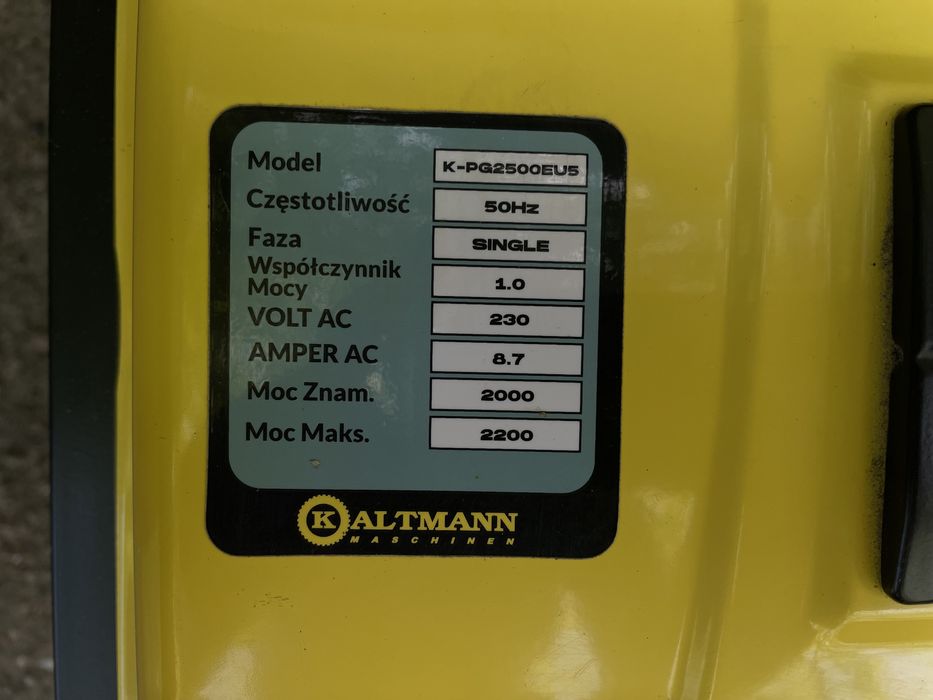 Model K-PG2500EU5
Częstotliwość 50Hz
Faza SINGLE
Współczynnik
Mocy 1.0
VOLT AC 230
AMPER AC 8.7
Moc Znam. 2000
Moc Maks. 2200
KALTMANN
MASCHINEN